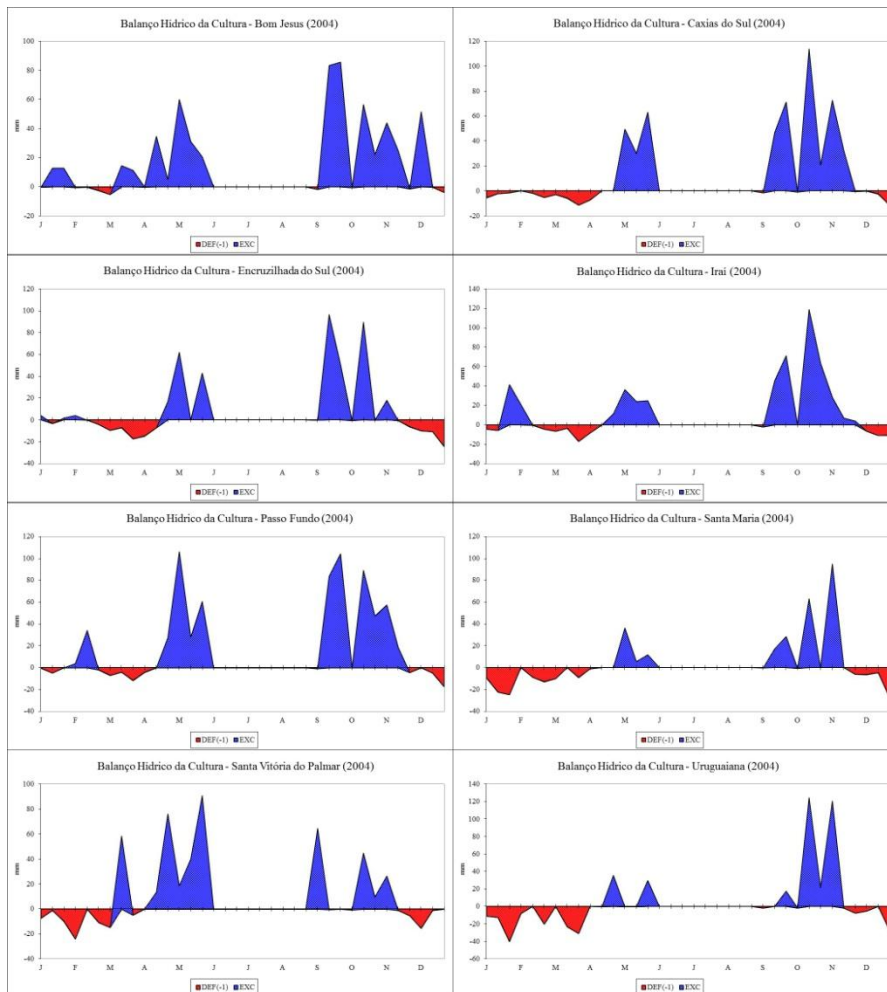 Balanço Hídrico da Cultura - Bom Jesus (2004)
100
80
60
40
20
0
-20
mm
J F M A M J J A S O N D
DEF(-1) EXC
Balanço Hídrico da Cultura - Caxias do Sul (2004)
120
100
80
60
40
20
0
-20
mm
J F M A M J J A S O N D
DEF(-1) EXC
Balanço Hídrico da Cultura - Encruzilhada do Sul (2004)
120
100
80
60
40
20
0
-20
-40
mm
J F M A M J J A S O N D
DEF(-1) EXC
Balanço Hídrico da Cultura - Iraí (2004)
140
120
100
80
60
40
20
0
-20
-40
mm
J F M A M J J A S O N D
DEF(-1) EXC
Balanço Hídrico da Cultura - Passo Fundo (2004)
120
100
80
60
40
20
0
-20
-40
mm
J F M A M J J A S O N D
DEF(-1) EXC
Balanço Hídrico da Cultura - Santa Maria (2004)
120
100
80
60
40
20
0
-20
-40
mm
J F M A M J J A S O N D
DEF(-1) EXC
Balanço Hídrico da Cultura - Santa Vitória do Palmar (2004)
100
80
60
40
20
0
-20
-40
mm
J F M A M J J A S O N D
DEF(-1) EXC
Balanço Hídrico da Cultura - Uruguaiana (2004)
140
120
100
80
60
40
20
0
-20
-40
-60
mm
J F M A M J J A S O N D
DEF(-1) EXC